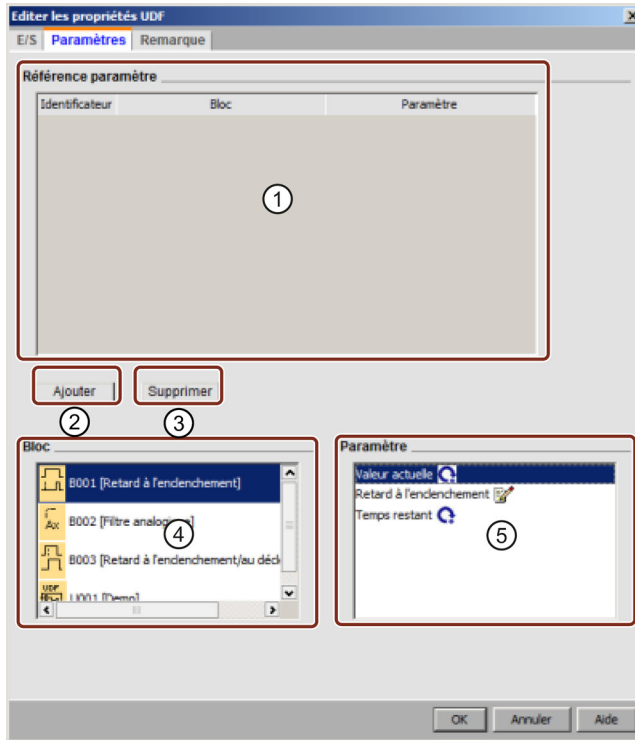 Editer les propriétés UDF
E/S Paramètres Remarque
Référence paramètre
Identificateur Bloc Paramètre
①
Ajouter Supprimer
② ③
Bloc
B001 [Retard à l'enclenchement]
B002 [Filtre analogique]
④
B003 [Retard à l'enclenchement/au décl
UDF
U001 [Demo]
Paramètre
Valeur actuelle
Retard à l'enclenchement
Temps restant
⑤
OK Annuler Aide